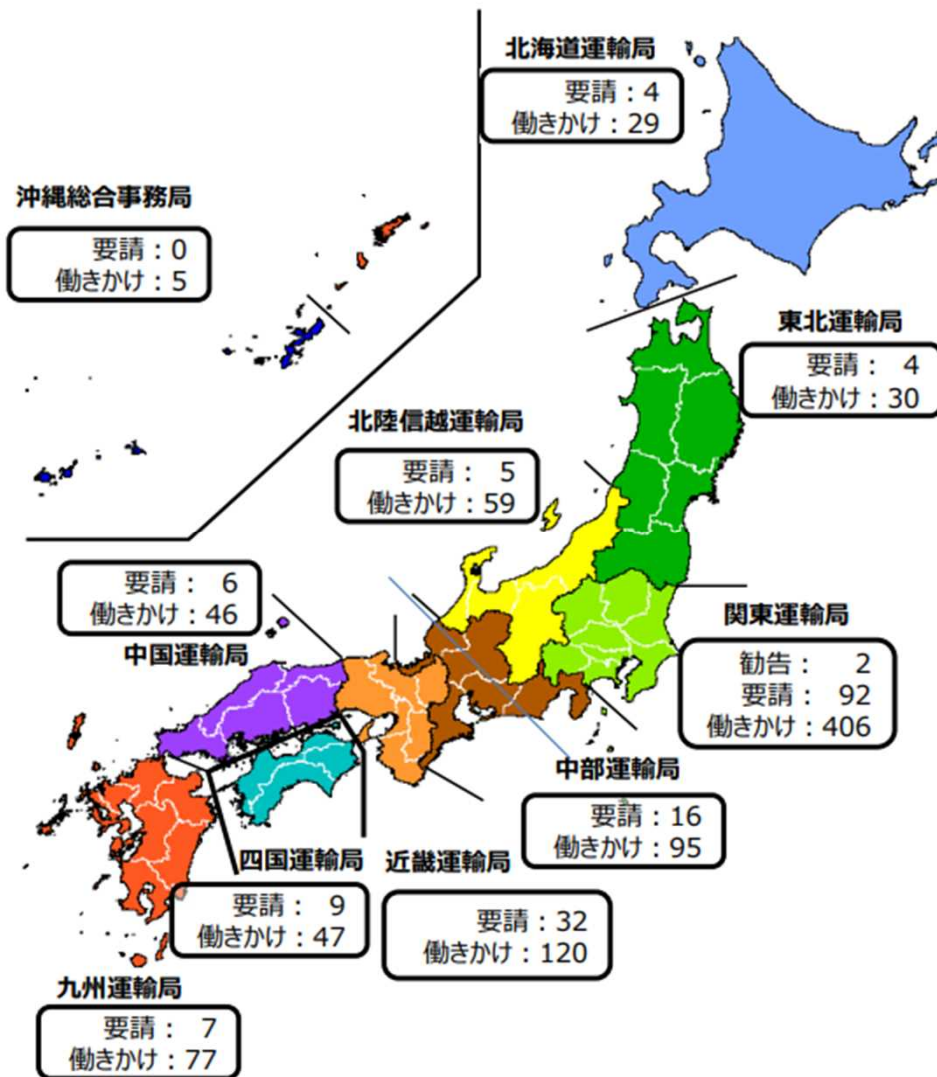 北海道運輸局
要請：4
働きかけ：29
沖縄総合事務局
要請：0
働きかけ：5
東北運輸局
要請： 4
働きかけ：30
北陸信越運輸局
要請： 5
働きかけ：59
要請： 6
働きかけ：46
中国運輸局
関東運輸局
勧告： 2
要請： 92
働きかけ：406
中部運輸局
要請：16
働きかけ：95
四国運輸局
要請： 9
働きかけ：47
近畿運輸局
要請： 32
働きかけ：120
九州運輸局
要請： 7
働きかけ：77